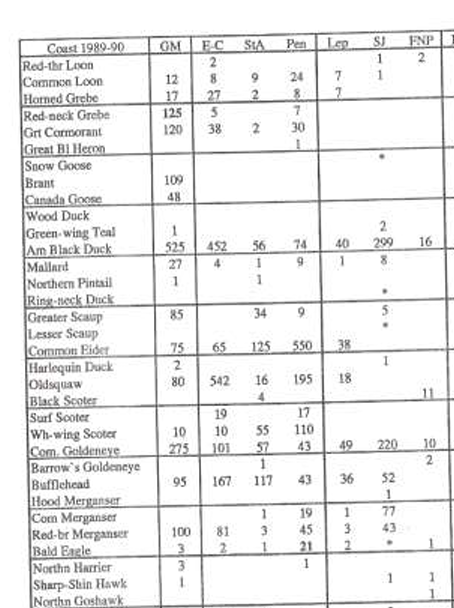 Coast 1989-90 GM E-C StA Pen Lep SJ FNP
Red-thr Loon 2 1 2
Common Loon 12 8 9 24 7 1
Horned Grebe 17 27 2 8 7
Red-neck Grebe 125 5 7
Grt Cormorant 120 38 2 30
Great Bl Heron 1
Snow Goose *
Brant 109
Canada Goose 48
Wood Duck
Green-wing Teal 1 2
Am Black Duck 525 452 56 74 40 299 16
Mallard 27 4 1 9 1 8
Northern Pintail 1 1
Ring-neck Duck *
Greater Scaup 85 34 9 5
Lesser Scaup *
Common Eider 75 65 125 550 38
Harlequin Duck 2 1
Oldsquaw 80 542 16 195 18
Black Scoter 4 11
Surf Scoter 19 17
Wh-wing Scoter 10 10 55 110
Com. Goldeneye 275 101 57 43 49 220 10
Barrow's Goldeneye 1 2
Bufflehead 95 167 117 43 36 52
Hood Merganser 1
Com Merganser 1 19 1 77
Red-br Merganser 100 81 3 45 3 43
Bald Eagle 3 2 1 21 2 * 1
Northn Harrier 3 1
Sharp-Shin Hawk 1 1 1
Northn Goshawk 1